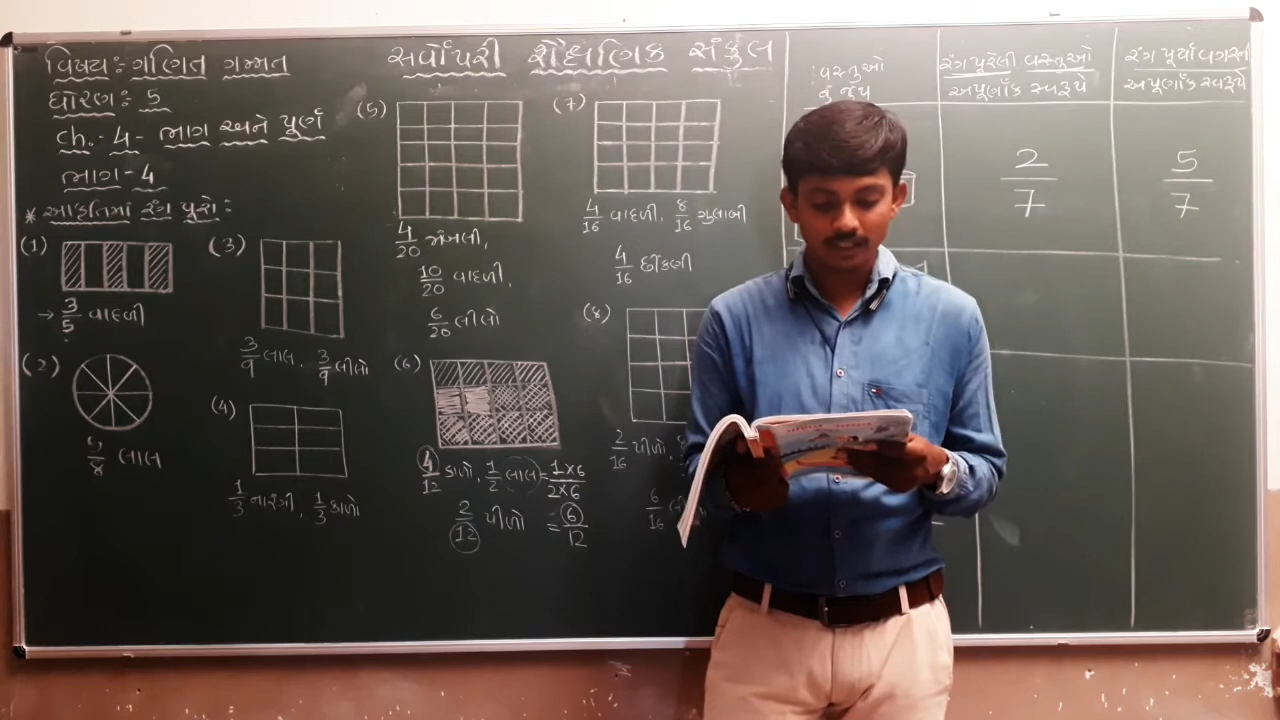 વિષય: ગણિત ગમ્મત
ધોરણ: 5
ch.- 4- ભાગ અને પૂર્ણ
ભાગ-4
* આકૃતિમાં રંગ પૂરો:
(1)
→ 3/5 વાદળી
(2)
5/8 લાલ
(3)
3/9 લાલ. 3/9 લીલો
(4)
1/3 નારંગી, 1/3 કાળો
સર્વોપરી શૈક્ષણિક સંકુલ
(5)
4/20 જાંબલી,
10/20 વાદળી,
6/20 લીલો
(6)
4/12 કાળો, 1/2 લાલ = 1×6/2×6
2/12 પીળો = 6/12
(7)
4/16 વાદળી, 8/16 ગુલાબી
4/16 છીંકણી
(8)
2/16 પીળો,
6/16
વસ્તુઓ
નું જૂથ
રંગ પૂરેલી વસ્તુઓ
અપૂર્ણાંક સ્વરૂપે
2/7
રંગ પૂર્યા વગરની
અપૂર્ણાંક સ્વરૂપે
5/7